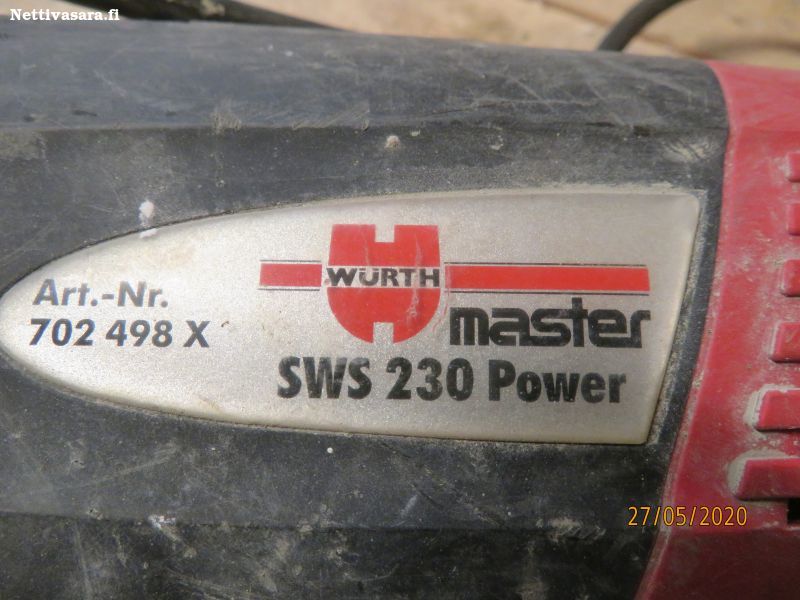 Nettivasara.fi
WÜRTH
master
Art.-Nr.
702 498 X
SWS 230 Power
27/05/2020